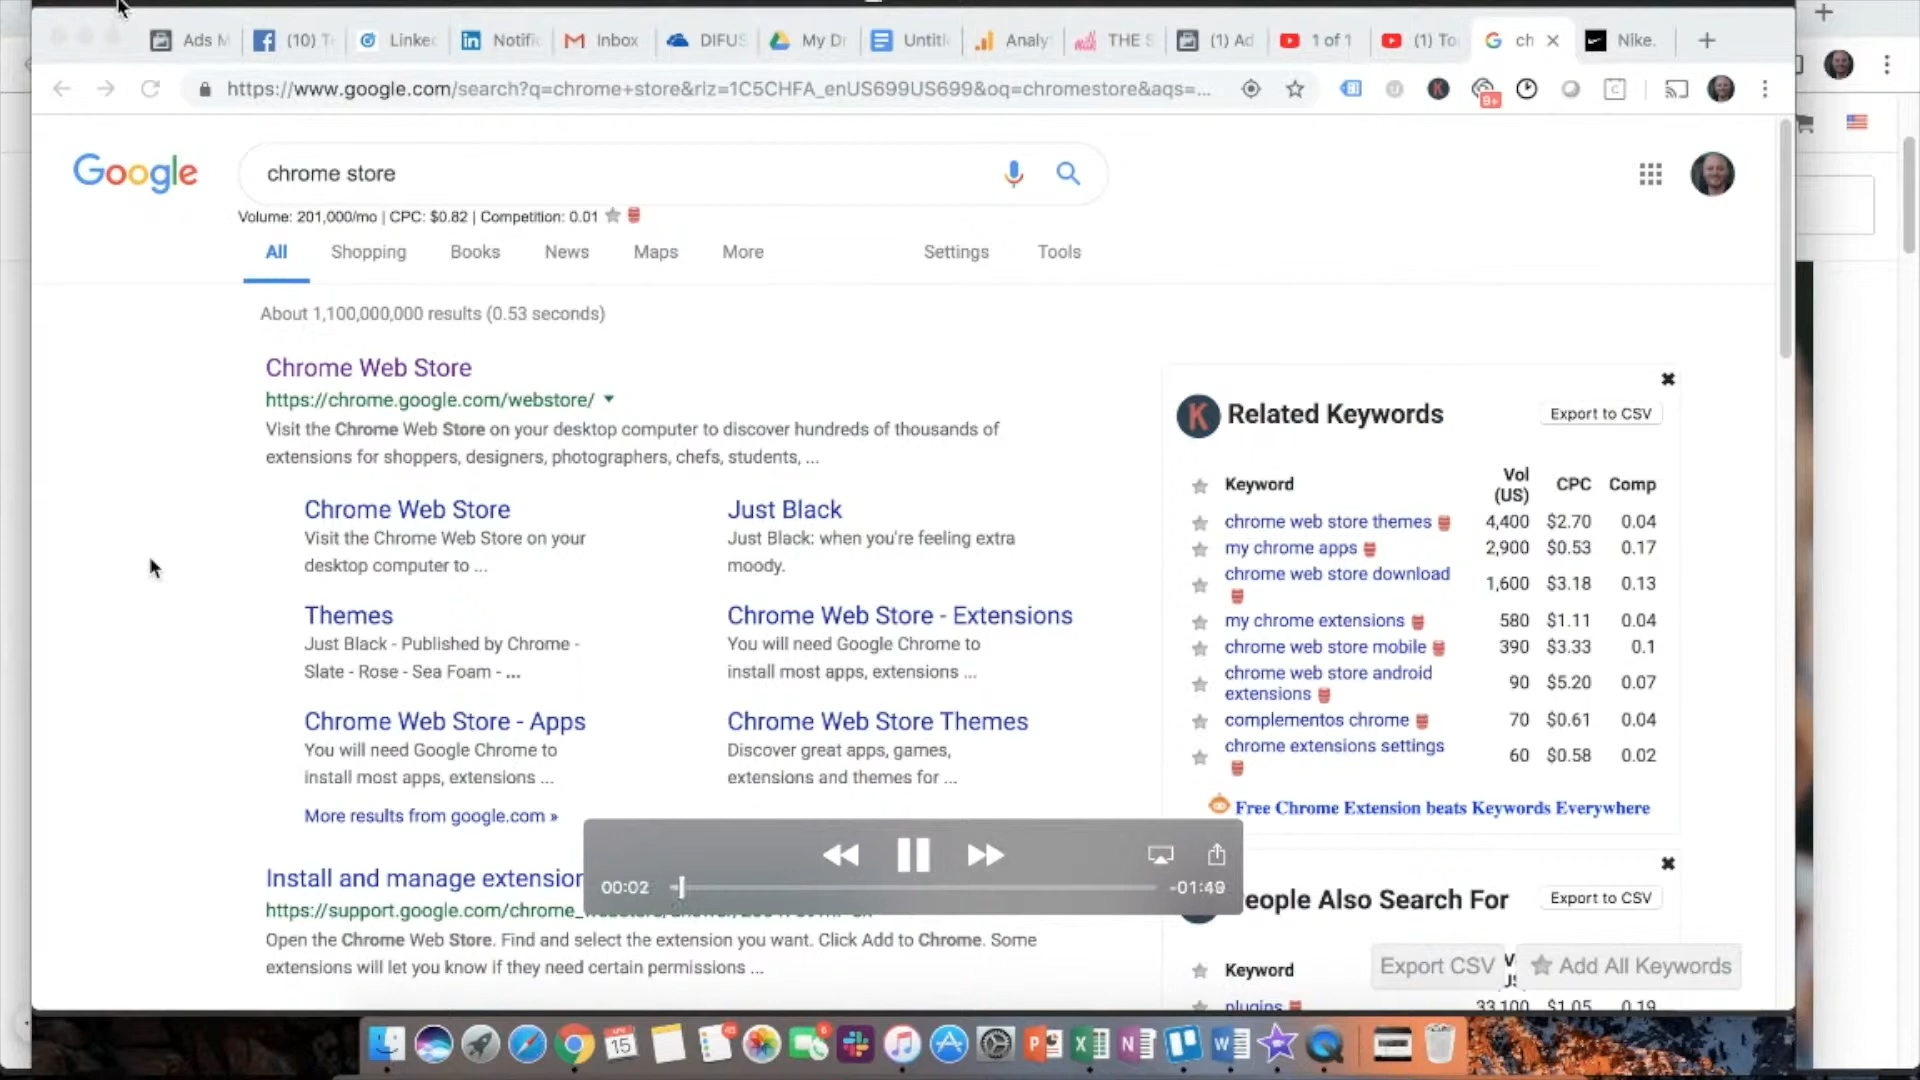 Ads M
(10) T
Linke
Notific
Inbox
DIFUS
My Dr
Untitl
Analy
THE S
(1) Ad
1 of 1
(1) To
ch
Nike.
https://www.google.com/search?q=chrome+store&rlz=1C5CHFA_enUS699US699&oq=chromestore&aqs=...
9+
Google
chrome store
Volume: 201,000/mo | CPC: $0.82 | Competition: 0.01
All Shopping Books News Maps More Settings Tools
About 1,100,000,000 results (0.53 seconds)
Chrome Web Store
https://chrome.google.com/webstore/
Visit the Chrome Web Store on your desktop computer to discover hundreds of thousands of
extensions for shoppers, designers, photographers, chefs, students, ...
Chrome Web Store
Visit the Chrome Web Store on your
desktop computer to ...
Just Black
Just Black: when you're feeling extra
moody.
Themes
Just Black - Published by Chrome -
Slate - Rose - Sea Foam - ...
Chrome Web Store - Extensions
You will need Google Chrome to
install most apps, extensions ...
Chrome Web Store - Apps
You will need Google Chrome to
install most apps, extensions ...
Chrome Web Store Themes
Discover great apps, games,
extensions and themes for ...
More results from google.com »
Install and manage extension
https://support.google.com/chrome_
Open the Chrome Web Store. Find and select the extension you want. Click Add to Chrome. Some
extensions will let you know if they need certain permissions ...
K Related Keywords Export to CSV
Keyword Vol (US) CPC Comp
chrome web store themes 4,400 $2.70 0.04
my chrome apps 2,900 $0.53 0.17
chrome web store download 1,600 $3.18 0.13
my chrome extensions 580 $1.11 0.04
chrome web store mobile 390 $3.33 0.1
chrome web store android
extensions 90 $5.20 0.07
complementos chrome 70 $0.61 0.04
chrome extensions settings 60 $0.58 0.02
Free Chrome Extension beats Keywords Everywhere
eople Also Search For Export to CSV
Keyword
Export CSV
Add All Keywords
plugins 33,100 $1.05 0.19
00:02
-01:49
15